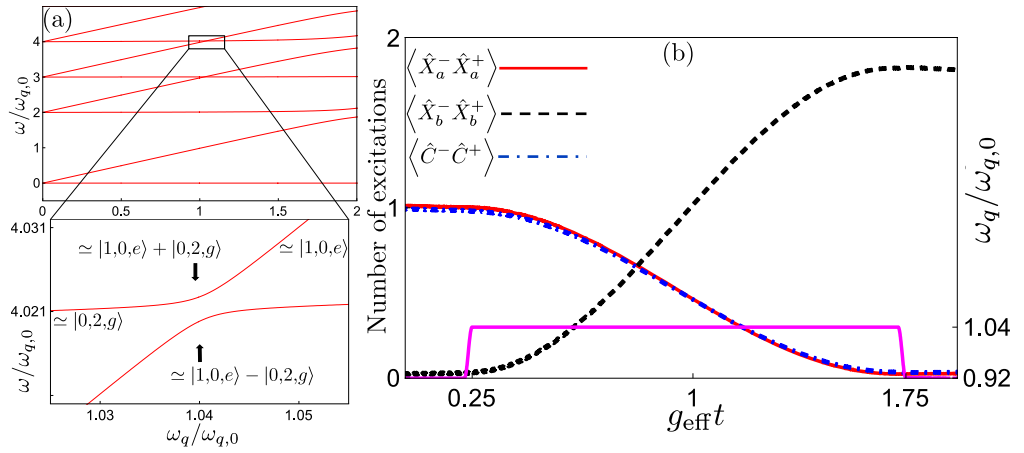 (a)
ω/ω_{q,0}
4
3
2
1
0
0 0.5 1 1.5 2
4.031
4.021
ω/ω_{q,0}
≃|1,0,e⟩ + |0,2,g⟩
≃|1,0,e⟩
≃|0,2,g⟩
≃|1,0,e⟩ − |0,2,g⟩
1.03 1.04 1.05
ω_q/ω_{q,0}
(b)
Number of excitations
2
1
0
⟨X̂_a^- X̂_a^+⟩
⟨X̂_b^- X̂_b^+⟩
⟨Ĉ^- Ĉ^+⟩
ω_q/ω_{q,0}
1.04
0.92
0.25 1 1.75
g_eff t